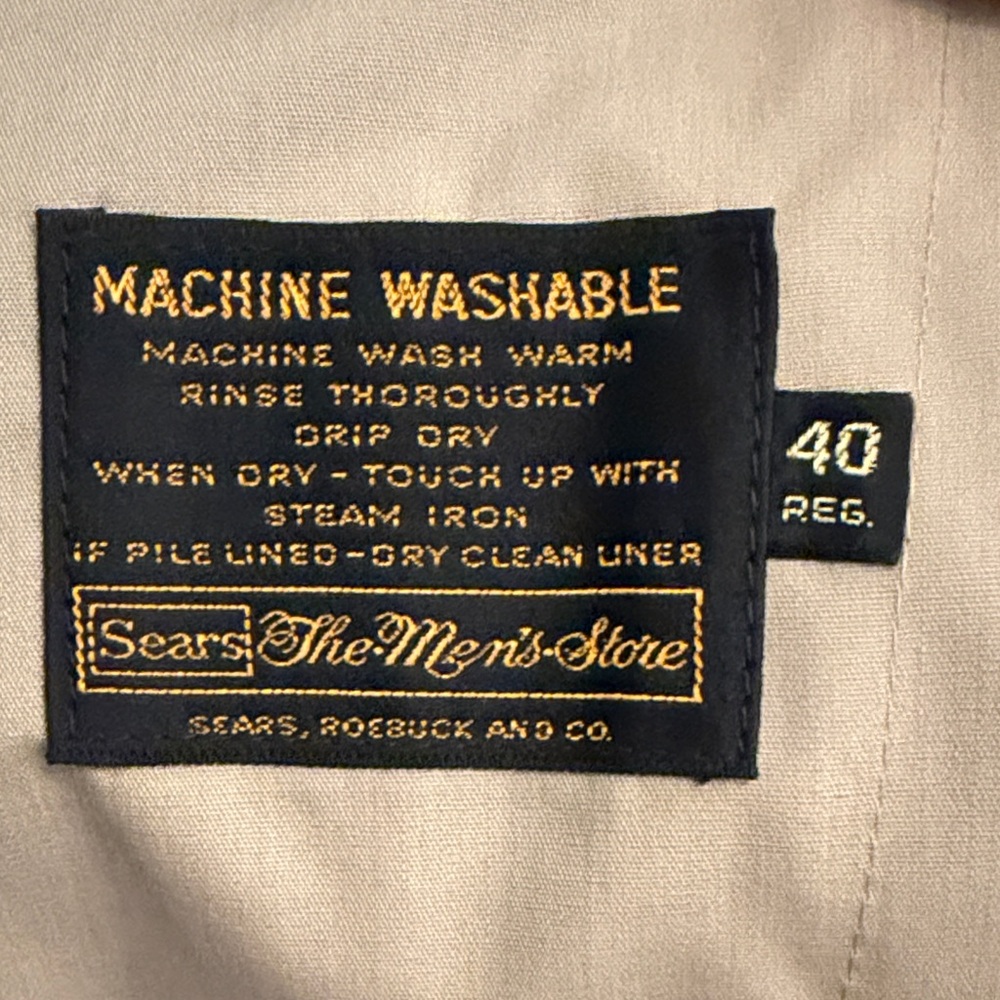 MACHINE WASHABLE
MACHINE WASH WARM
RINSE THOROUGHLY
DRIP DRY
WHEN DRY - TOUCH UP WITH
STEAM IRON
IF PILE LINED - DRY CLEAN LINER
Sears The Men's Store
SEARS, ROEBUCK AND CO.
40
REG.